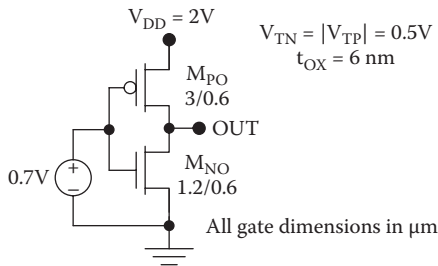 V_DD = 2V
V_TN = |V_TP| = 0.5V
t_OX = 6 nm
M_PO
3/0.6
OUT
M_NO
1.2/0.6
0.7V
+
−
All gate dimensions in µm